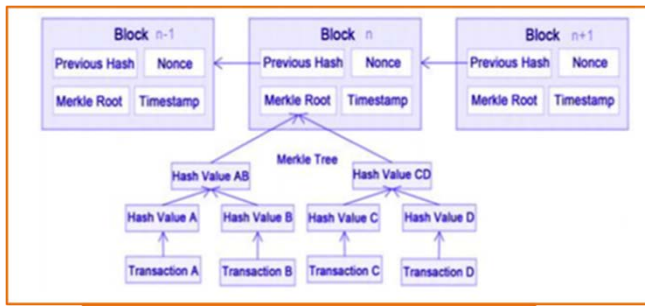 Block n-1
Block n
Block n+1
Previous Hash Nonce
Previous Hash Nonce
Previous Hash Nonce
Merkle Root Timestamp
Merkle Root Timestamp
Merkle Root Timestamp
Merkle Tree
Hash Value AB
Hash Value CD
Hash Value A
Hash Value B
Hash Value C
Hash Value D
Transaction A
Transaction B
Transaction C
Transaction D